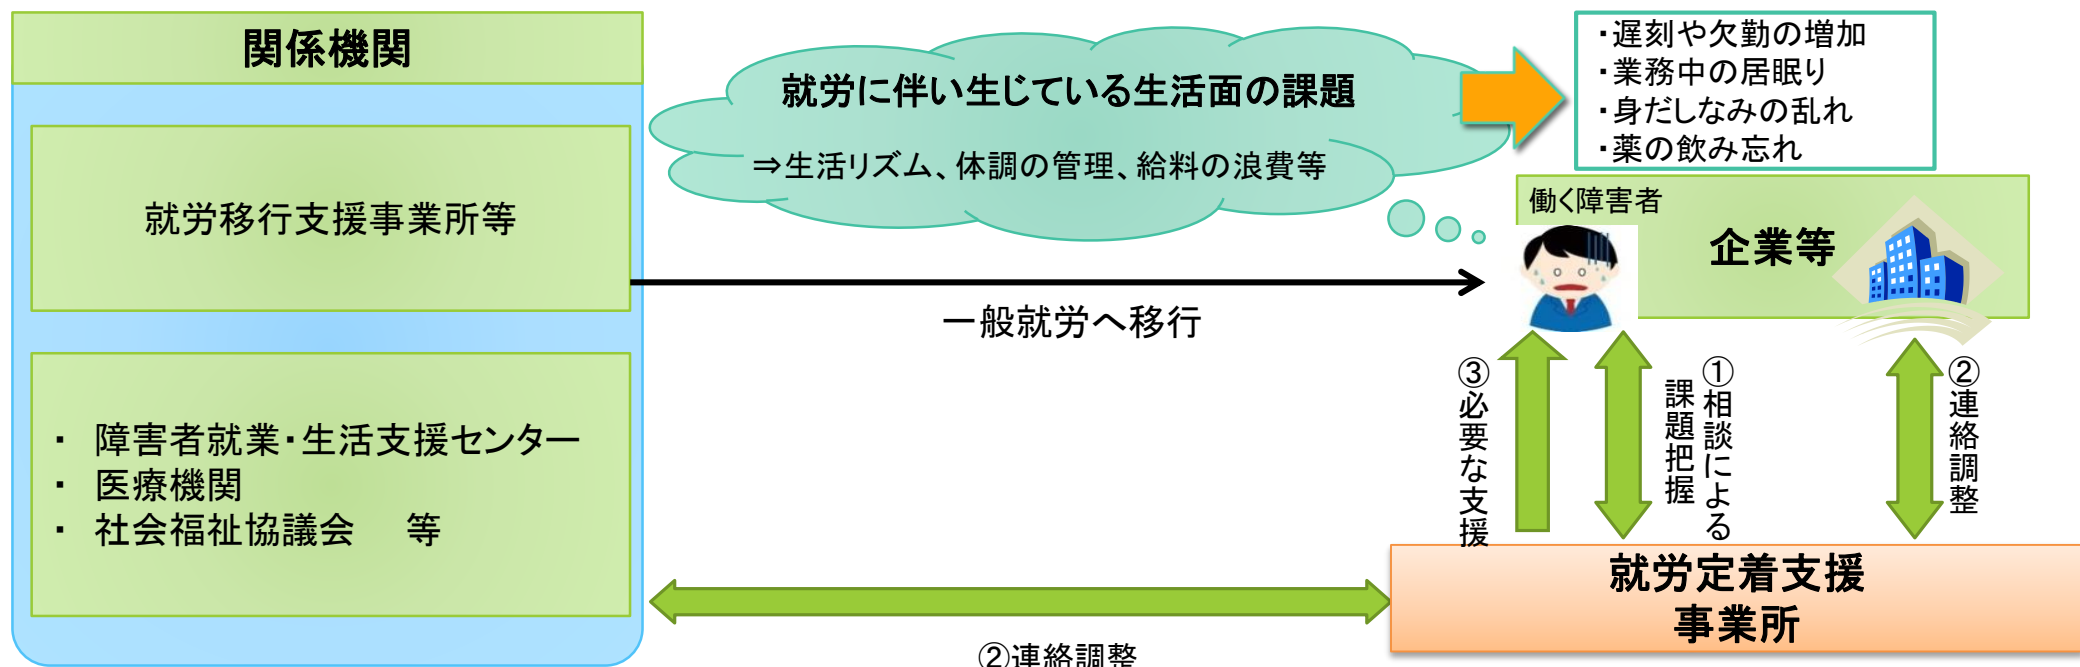 関係機関
就労移行支援事業所等
・ 障害者就業・生活支援センター
・ 医療機関
・ 社会福祉協議会 等
就労に伴い生じている生活面の課題
⇒生活リズム、体調の管理、給料の浪費等
・遅刻や欠勤の増加
・業務中の居眠り
・身だしなみの乱れ
・薬の飲み忘れ
働く障害者
企業等
一般就労へ移行
③必要な支援
①相談による
課題把握
②連絡調整
就労定着支援
事業所
②連絡調整